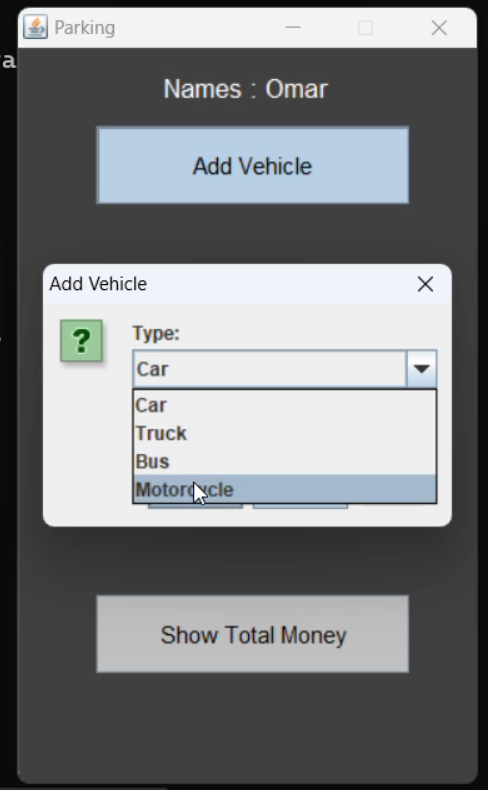 Parking
Names : Omar
Add Vehicle
Add Vehicle
?
Type:
Car
Car
Truck
Bus
Motorcycle
Show Total Money